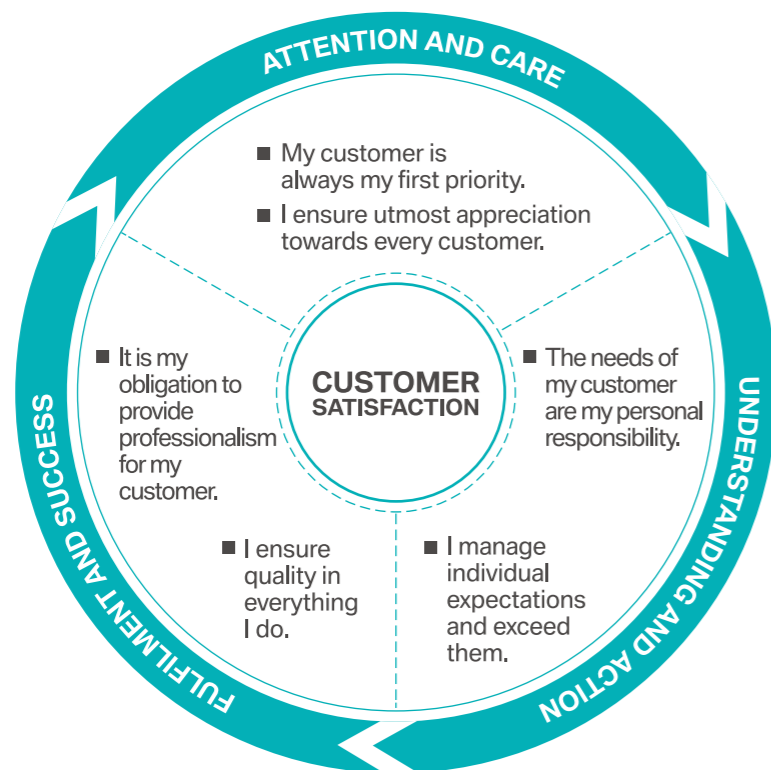 ATTENTION AND CARE
■ My customer is
always my first priority.
■ I ensure utmost appreciation
towards every customer.
CUSTOMER
SATISFACTION
■ The needs of
my customer
are my personal
responsibility.
■ I manage
individual
expectations
and exceed
them.
UNDERSTANDING AND ACTION
■ It is my
obligation to
provide
professionalism
for my
customer.
■ I ensure
quality in
everything
I do.
FULFILMENT AND SUCCESS